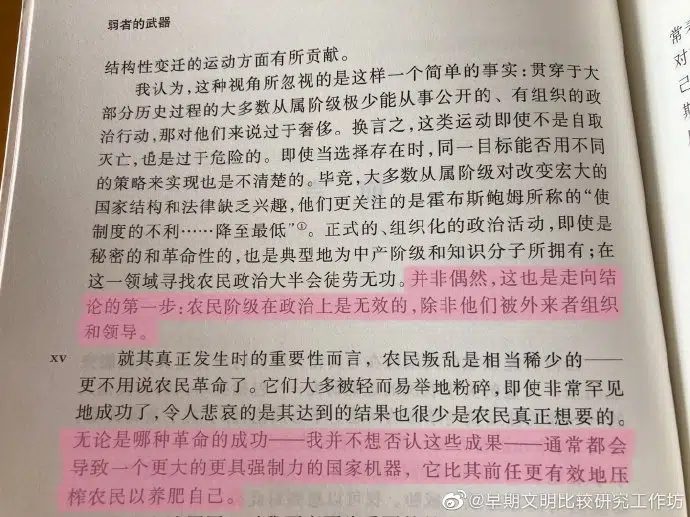 弱者的武器
结构性变迁的运动方面有所贡献。
我认为，这种视角所忽视的是这样一个简单的事实：贯穿于大
部分历史过程的大多数从属阶级极少能从事公开的、有组织的政
治行动，那对他们来说过于奢侈。换言之，这类运动即使不是自取
灭亡，也是过于危险的。即使当选择存在时，同一目标能否用不同
的策略来实现也是不清楚的。毕竟，大多数从属阶级对改变宏大的
国家结构和法律缺乏兴趣，他们更关注的是霍布斯鲍姆所称的“使
制度的不利……降至最低”①。正式的、组织化的政治活动，即使是
秘密的和革命性的，也是典型地为中产阶级和知识分子所拥有；在
这一领域寻找农民政治大半会徒劳无功。并非偶然，这也是走向结
论的第一步：农民阶级在政治上是无效的，除非他们被外来者组织
和领导。
xv 就其真正发生时的重要性而言，农民叛乱是相当稀少的——
更不用说农民革命了。它们大多被轻而易举地粉碎，即使非常罕见
地成功了，令人悲哀的是其达到的结果也很少是农民真正想要的。
无论是哪种革命的成功——我并不想否认这些成果——通常都会
导致一个更大的更具强制力的国家机器，它比其前任更有效地压
榨农民以养肥自己。
常
对
己
@早期文明比较研究工作坊